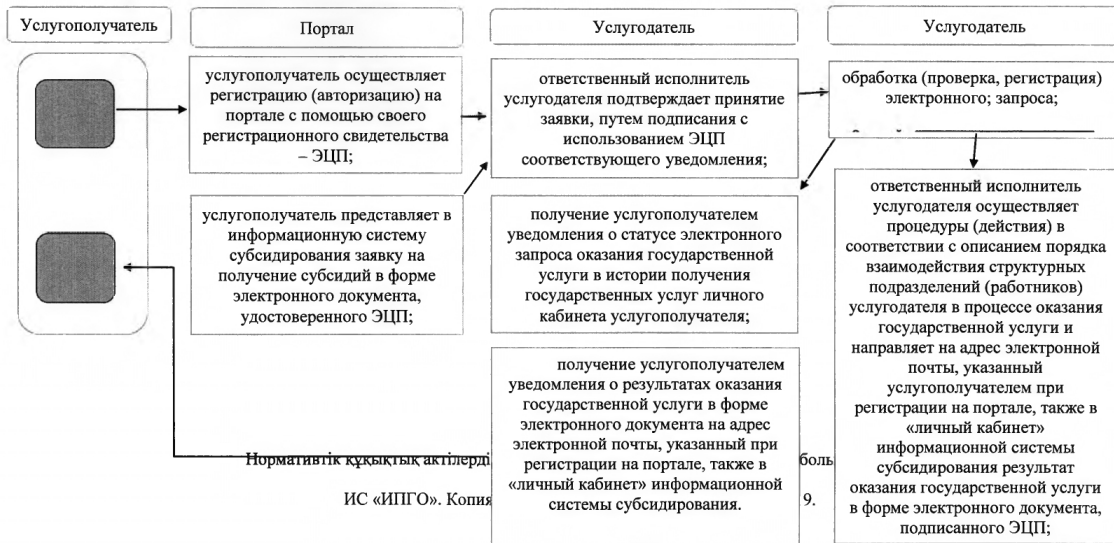 Услугополучатель
Портал
Услугодатель
Услугодатель
услугополучатель осуществляет
регистрацию (авторизацию) на
портале с помощью своего
регистрационного свидетельства
– ЭЦП;
ответственный исполнитель
услугодателя подтверждает принятие
заявки, путем подписания с
использованием ЭЦП
соответствующего уведомления;
обработка (проверка, регистрация)
электронного; запроса;
услугополучатель представляет в
информационную систему
субсидирования заявку на
получение субсидий в форме
электронного документа,
удостоверенного ЭЦП;
получение услугополучателем
уведомления о статусе электронного
запроса оказания государственной
услуги в истории получения
государственных услуг личного
кабинета услугополучателя;
ответственный исполнитель
услугодателя осуществляет
процедуры (действия) в
соответствии с описанием порядка
взаимодействия структурных
подразделений (работников)
услугодателя в процессе оказания
государственной услуги и
направляет на адрес электронной
почты, указанный
услугополучателем при
регистрации на портале, также в
«личный кабинет»
информационной системы
субсидирования результат
оказания государственной услуги
в форме электронного документа,
подписанного ЭЦП;
получение услугополучателем
уведомления о результатах оказания
государственной услуги в форме
электронного документа на адрес
электронной почты, указанный при
регистрации на портале, также в
«личный кабинет» информационной
системы субсидирования.
Нормативтік құқықтық актілерді боль
ИС «ИПГО». Копия 9.